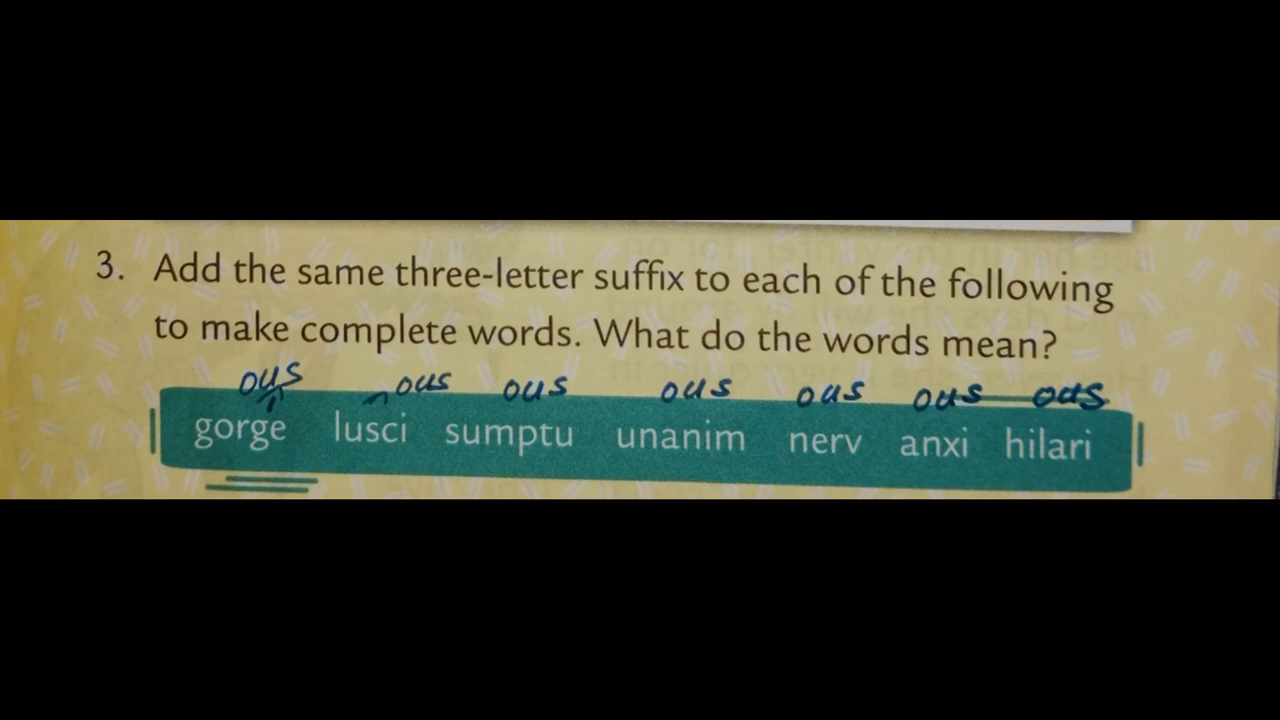 3. Add the same three-letter suffix to each of the following
to make complete words. What do the words mean?
ous ous ous ous ous ous ous
gorge lusci sumptu unanim nerv anxi hilari